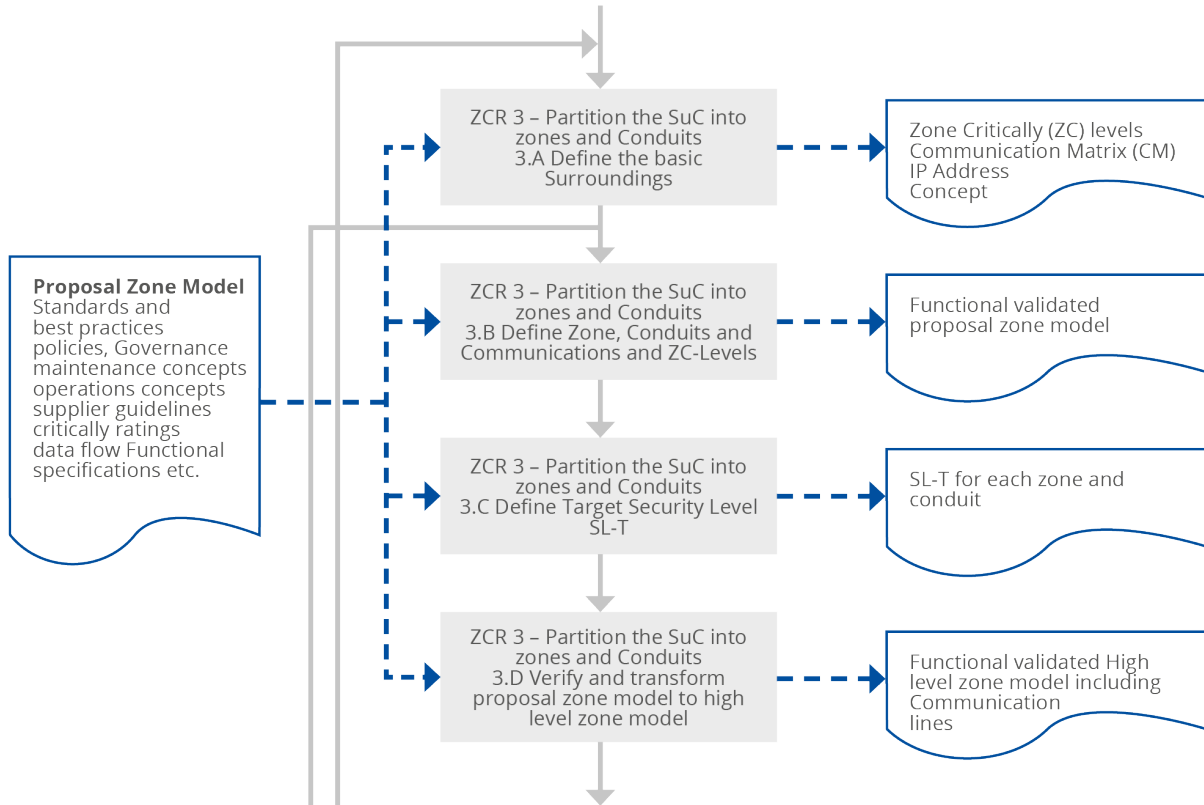 ZCR 3 – Partition the SuC into
zones and Conduits
3.A Define the basic
Surroundings
Zone Critically (ZC) levels
Communication Matrix (CM)
IP Address
Concept
Proposal Zone Model
Standards and
best practices
policies, Governance
maintenance concepts
operations concepts
supplier guidelines
critically ratings
data flow Functional
specifications etc.
ZCR 3 – Partition the SuC into
zones and Conduits
3.B Define Zone, Conduits and
Communications and ZC-Levels
Functional validated
proposal zone model
ZCR 3 – Partition the SuC into
zones and Conduits
3.C Define Target Security Level
SL-T
SL-T for each zone and
conduit
ZCR 3 – Partition the SuC into
zones and Conduits
3.D Verify and transform
proposal zone model to high
level zone model
Functional validated High
level zone model including
Communication
lines